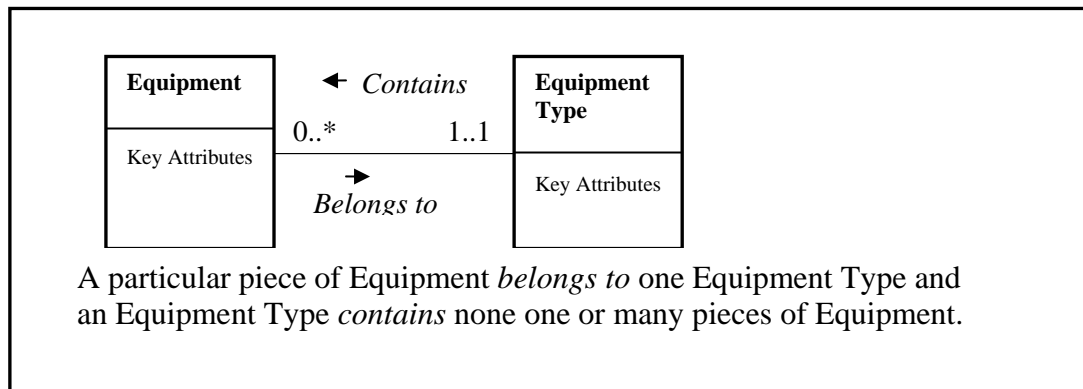 Equipment
Key Attributes
Contains
0..* 1..1
Belongs to
Equipment
Type
Key Attributes
A particular piece of Equipment belongs to one Equipment Type and
an Equipment Type contains none one or many pieces of Equipment.